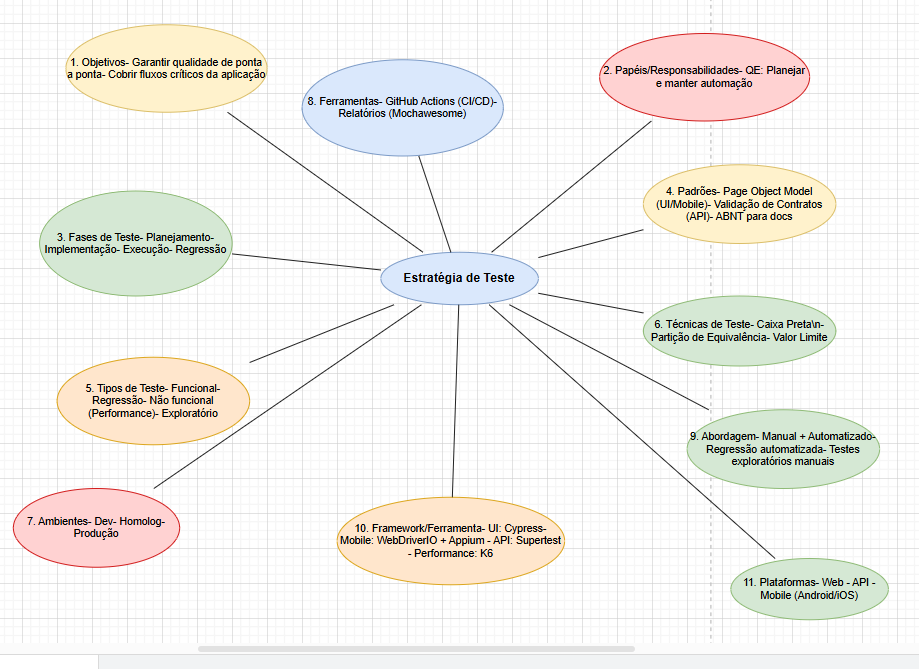 1. Objetivos- Garantir qualidade de ponta
a ponta- Cobrir fluxos críticos da aplicação
8. Ferramentas- GitHub Actions (CI/CD)-
Relatórios (Mochawesome)
2. Papéis/Responsabilidades- QE: Planejar
e manter automação
4. Padrões- Page Object Model
(UI/Mobile)- Validação de Contratos
(API)- ABNT para docs
3. Fases de Teste- Planejamento-
Implementação- Execução- Regressão
Estratégia de Teste
6. Técnicas de Teste- Caixa Preta\n-
Partição de Equivalência- Valor Limite
5. Tipos de Teste- Funcional-
Regressão- Não funcional
(Performance)- Exploratório
9. Abordagem- Manual + Automatizado-
Regressão automatizada- Testes
exploratórios manuais
7. Ambientes- Dev- Homolog-
Produção
10. Framework/Ferramenta- UI: Cypress-
Mobile: WebDriverIO + Appium - API: Supertest
- Performance: K6
11. Plataformas- Web - API -
Mobile (Android/iOS)